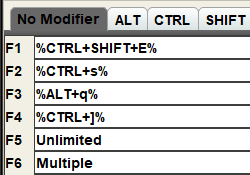 No Modifier ALT CTRL SHIFT
F1 %CTRL+SHIFT+E%
F2 %CTRL+s%
F3 %ALT+q%
F4 %CTRL+]%
F5 Unlimited
F6 Multiple